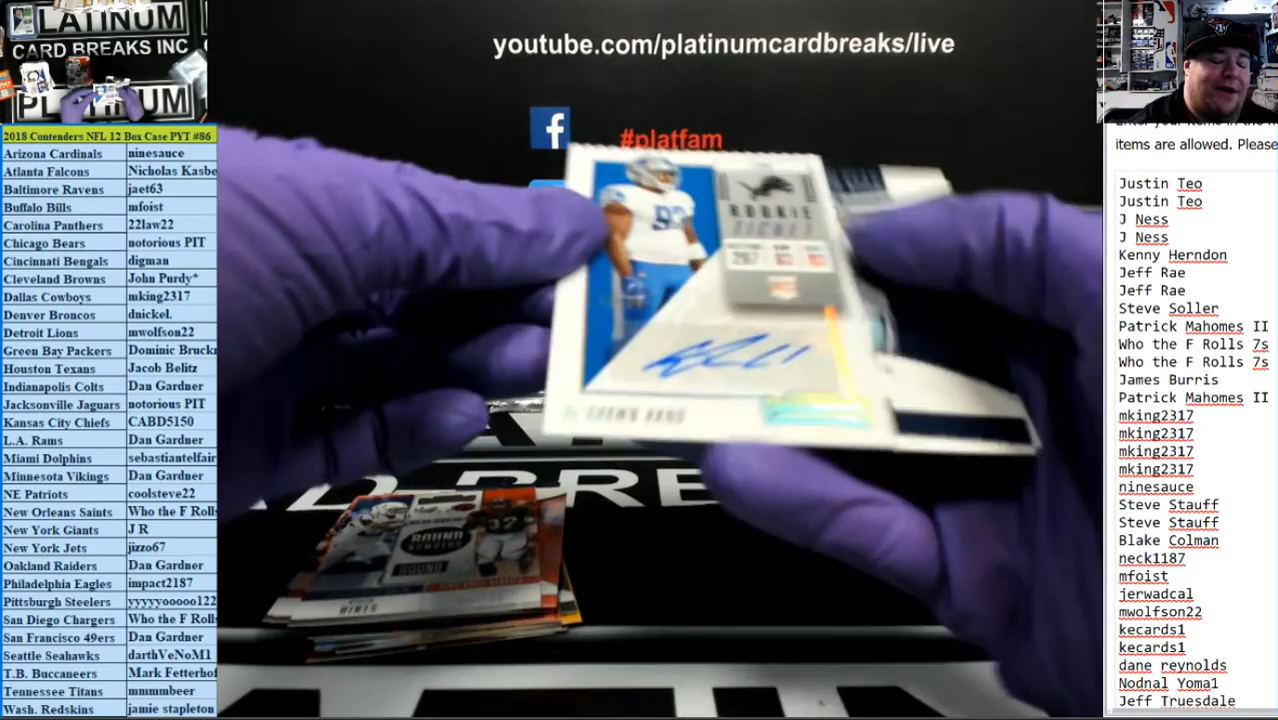 LATINUM
CARD BREAKS INC
PLATINUM
youtube.com/platinumcardbreaks/live
#platfam
items are allowed. Please
2018 Contenders NFL 12 Box Case PYT #86
Arizona Cardinals ninesauce
Atlanta Falcons Nicholas Kasbe
Baltimore Ravens jaet63
Buffalo Bills mfoist
Carolina Panthers 22law22
Chicago Bears notorious PIT
Cincinnati Bengals digman
Cleveland Browns John Purdy*
Dallas Cowboys mking2317
Denver Broncos dnickel.
Detroit Lions mwolfson22
Green Bay Packers Dominic Bruckn
Houston Texans Jacob Belitz
Indianapolis Colts Dan Gardner
Jacksonville Jaguars notorious PIT
Kansas City Chiefs CABD5150
L.A. Rams Dan Gardner
Miami Dolphins sebastiantelfair
Minnesota Vikings Dan Gardner
NE Patriots coolsteve22
New Orleans Saints Who the F Roll
New York Giants J R
New York Jets jizzo67
Oakland Raiders Dan Gardner
Philadelphia Eagles impact2187
Pittsburgh Steelers yyyyyooooo122
San Diego Chargers Who the F Roll
San Francisco 49ers Dan Gardner
Seattle Seahawks darthVeNoM1
T.B. Buccaneers Mark Fetterhof
Tennessee Titans mmmmbeer
Wash. Redskins jamie stapleton
ROOKIE
TICKET
ROUND
HINES
D BRE
Justin Teo
Justin Teo
J Ness
J Ness
Kenny Herndon
Jeff Rae
Jeff Rae
Steve Soller
Patrick Mahomes II
Who the F Rolls 7s
Who the F Rolls 7s
James Burris
Patrick Mahomes II
mking2317
mking2317
mking2317
mking2317
ninesauce
Steve Stauff
Steve Stauff
Blake Colman
neck1187
mfoist
jerwadcal
mwolfson22
kecards1
kecards1
dane reynolds
Nodnal Yoma1
Jeff Truesdale